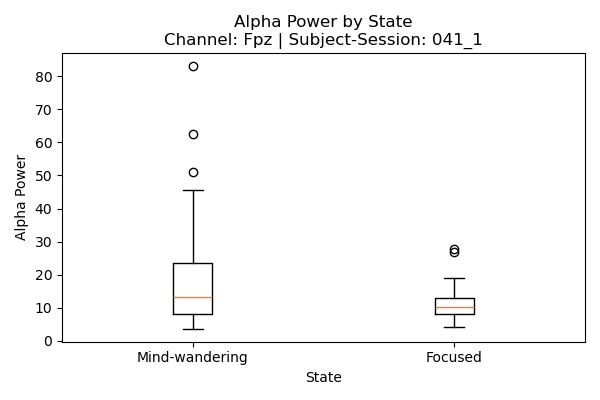 Alpha Power by State
Channel: Fpz | Subject-Session: 041_1
Alpha Power
80
70
60
50
40
30
20
10
0
Mind-wandering
Focused
State